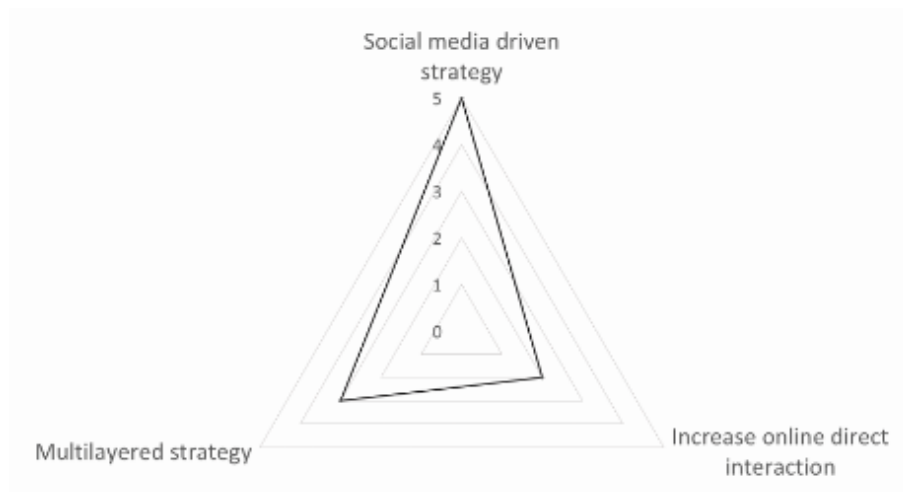 Social media driven
strategy
5
4
3
2
1
0
Multilayered strategy
Increase online direct
interaction